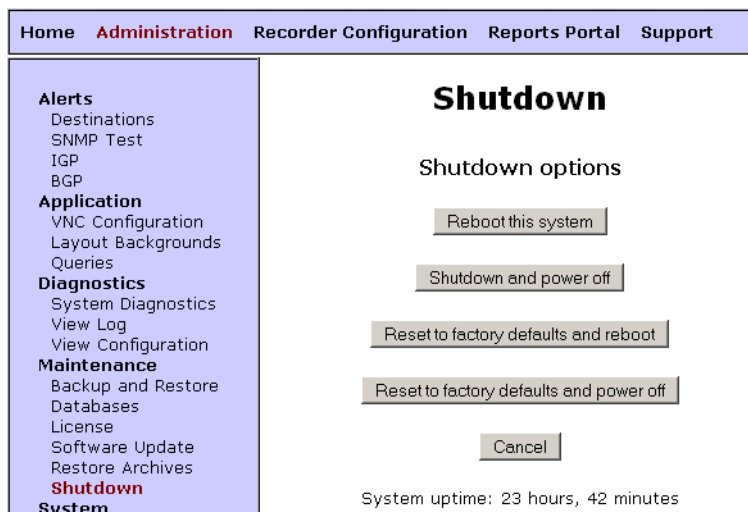 Home Administration Recorder Configuration Reports Portal Support
Alerts
Destinations
SNMP Test
IGP
BGP
Application
VNC Configuration
Layout Backgrounds
Queries
Diagnostics
System Diagnostics
View Log
View Configuration
Maintenance
Backup and Restore
Databases
License
Software Update
Restore Archives
Shutdown
System
Shutdown
Shutdown options
Reboot this system
Shutdown and power off
Reset to factory defaults and reboot
Reset to factory defaults and power off
Cancel
System uptime: 23 hours, 42 minutes